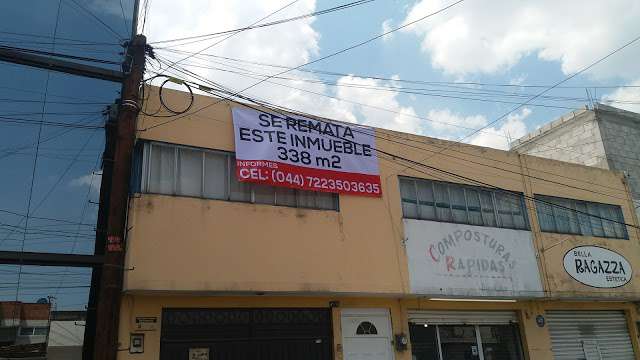 SE REMATA
ESTE INMUEBLE
338 m2
INFORMES
CEL: (044) 7223503635
COMPOSTURAS
RAPIDAS
BELLA
RAGAZZA
ESTETICA